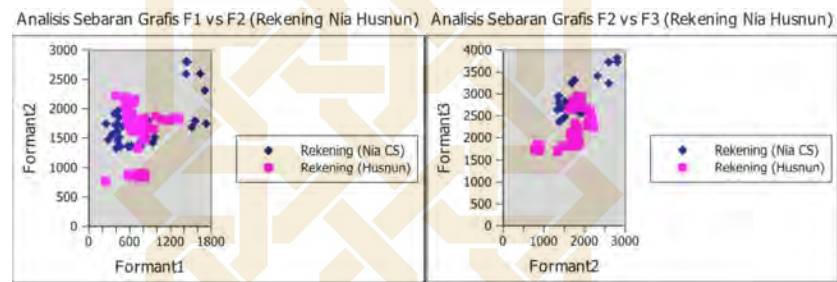 Analisis Sebaran Grafis F1 vs F2 (Rekening Nia Husnun)
Formant2
3000
2500
2000
1500
1000
500
0
0 600 1200 1800
Formant1
Rekening (Nia CS)
Rekening (Husnun)
Analisis Sebaran Grafis F2 vs F3 (Rekening Nia Husnun)
Formant3
4000
3500
3000
2500
2000
1500
1000
500
0
0 1000 2000 3000
Formant2
Rekening (Nia CS)
Rekening (Husnun)